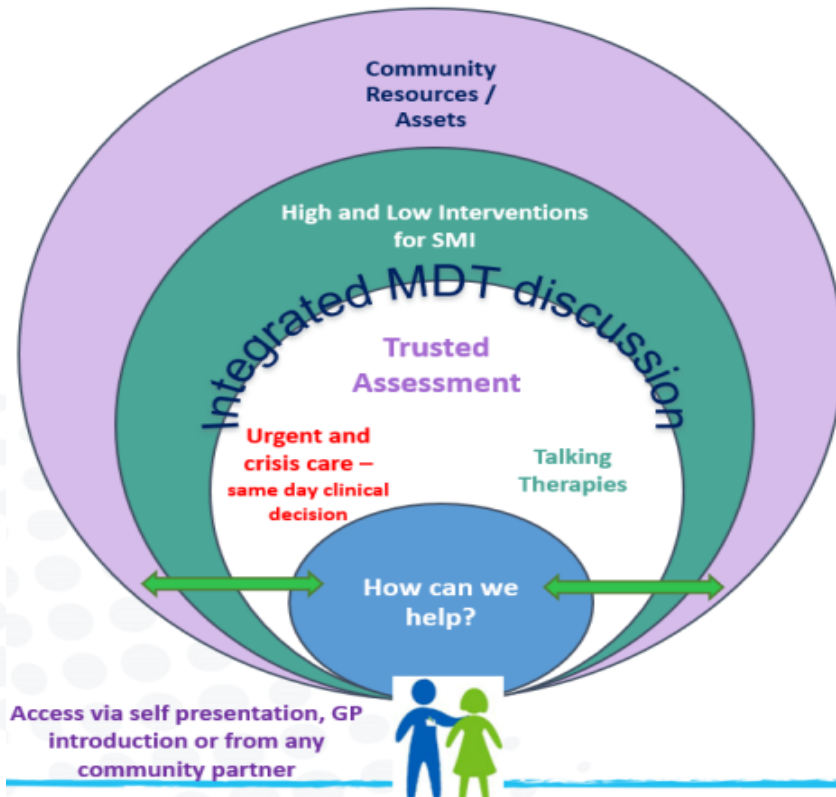 Community
Resources /
Assets
High and Low Interventions
for SMI
Integrated MDT discussion
Trusted
Assessment
Urgent and
crisis care –
same day clinical
decision
Talking
Therapies
How can we
help?
Access via self presentation, GP
introduction or from any
community partner